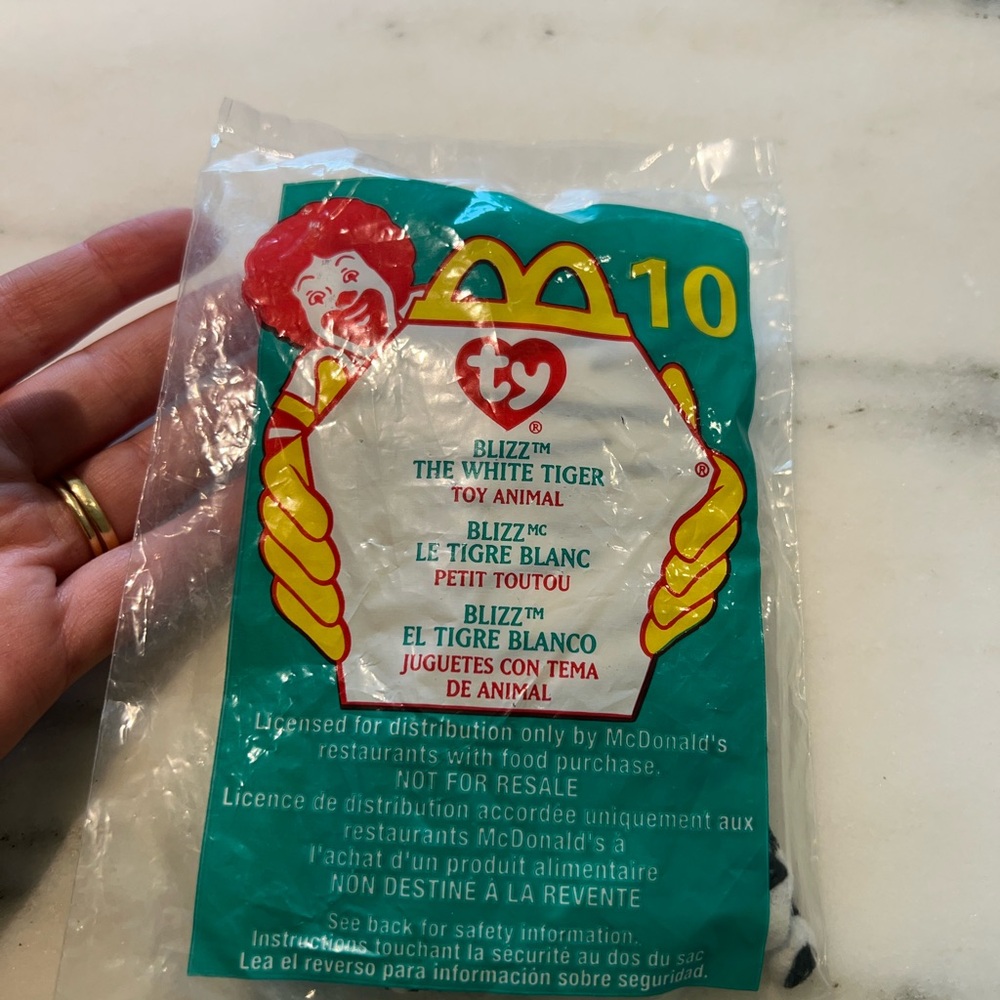 10
ty®
BLIZZ™
THE WHITE TIGER
TOY ANIMAL
®
BLIZZMC
LE TIGRE BLANC
PETIT TOUTOU
BLIZZ™
EL TIGRE BLANCO
JUGUETES CON TEMA
DE ANIMAL
Licensed for distribution only by McDonald's
restaurants with food purchase.
NOT FOR RESALE
Licence de distribution accordée uniquement aux
restaurants McDonald's à
l'achat d'un produit alimentaire
NON DESTINÉ À LA REVENTE
See back for safety information.
Instructions touchant la securité au dos du sac
Lea el reverso para información sobre seguridad.